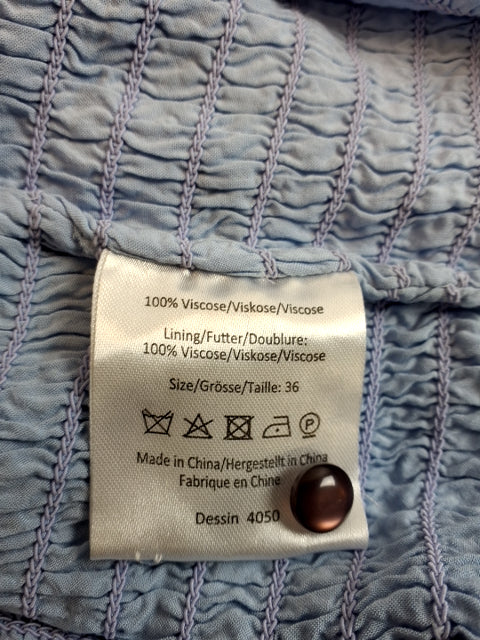 100% Viscose/Viskose/Viscose
Lining/Futter/Doublure:
100% Viscose/Viskose/Viscose
Size/Grösse/Taille: 36
P
Made in China/Hergestellt in China
Fabrique en Chine
Dessin 4050